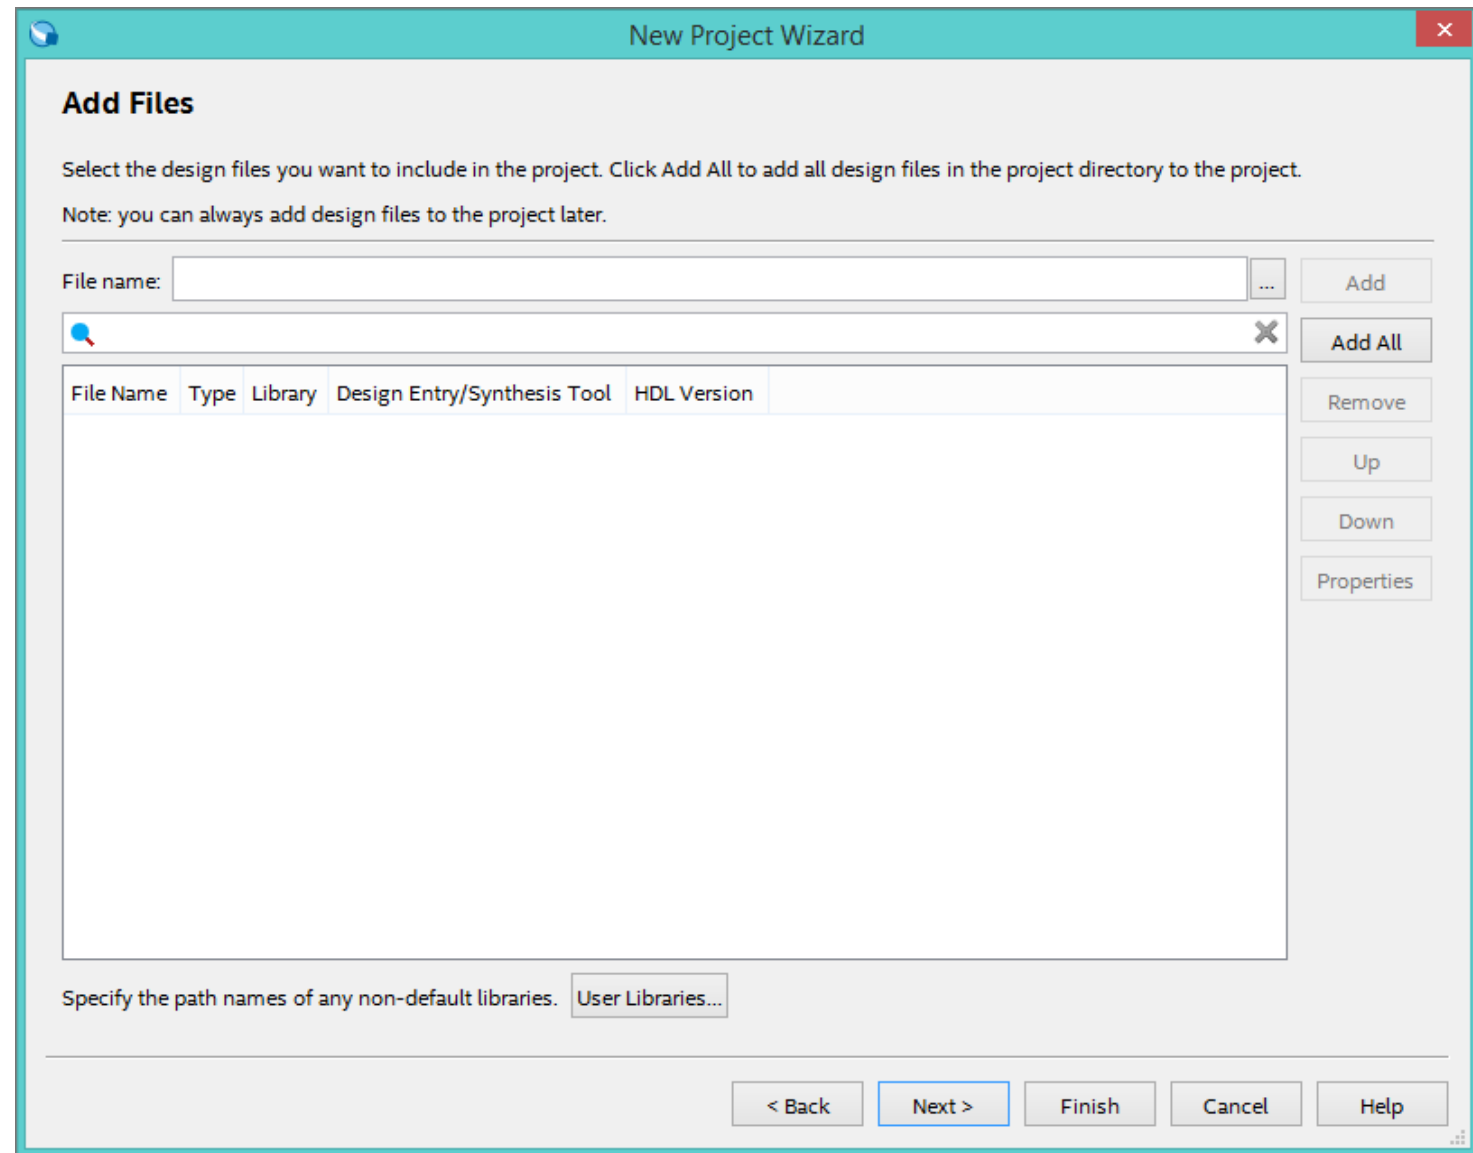 New Project Wizard
Add Files
Select the design files you want to include in the project. Click Add All to add all design files in the project directory to the project.
Note: you can always add design files to the project later.
File name: ... Add
Add All
File Name Type Library Design Entry/Synthesis Tool HDL Version
Remove
Up
Down
Properties
Specify the path names of any non-default libraries. User Libraries...
< Back Next > Finish Cancel Help